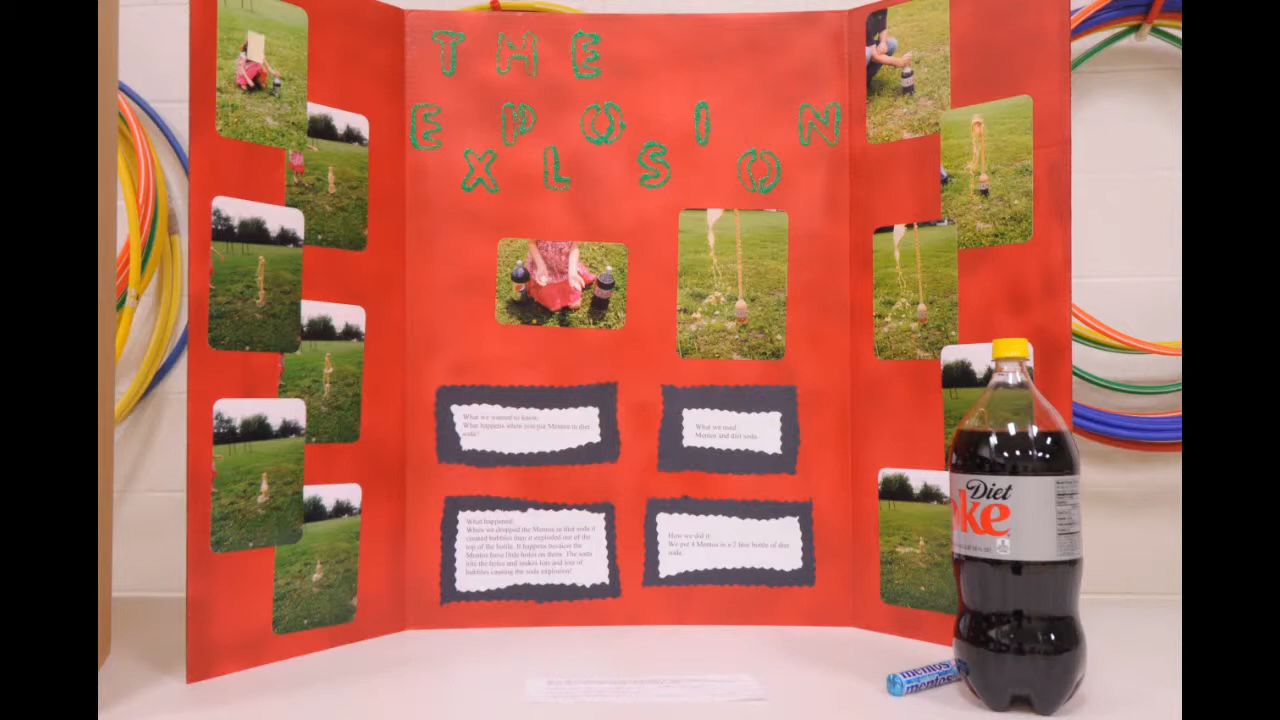 THE
EXPLOSION
What we wanted to know:
What happens when you put Mentos in diet
soda?
What we used
Mentos and diet soda.
What happened:
When we dropped the Mentos in diet soda it
created bubbles then it exploded out of the
top of the bottle. It happens because the
Mentos have little holes on them. The soda
into the holes and makes lots and lots of
bubbles causing the soda explosion!
How we did it:
We put 4 Mentos in a 2 liter bottle of diet
soda.
Diet
ke
mentos
mentos